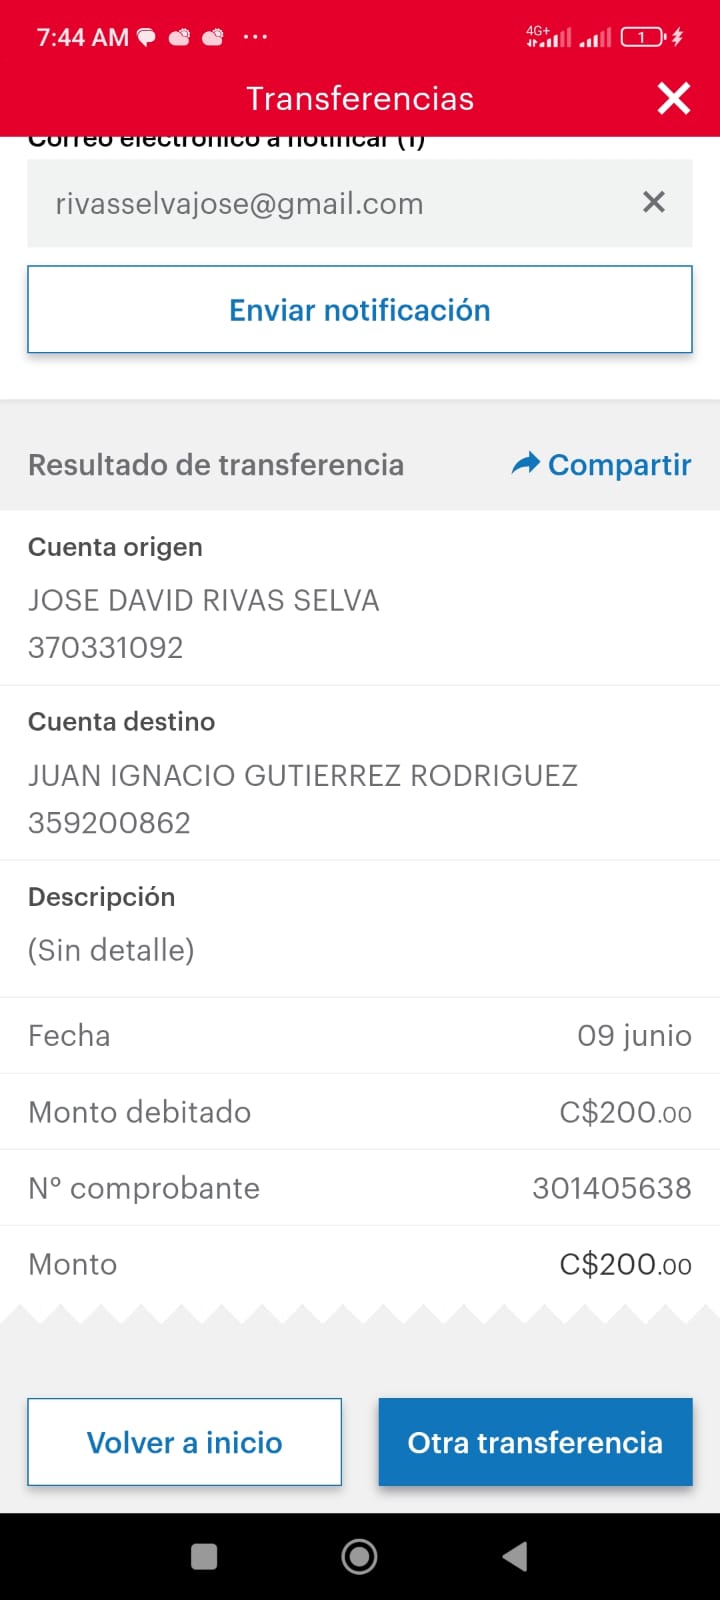 7:44 AM
4G+
1
Transferencias
Correo electrónico a notificar (1)
rivasselvajose@gmail.com
Enviar notificación
Resultado de transferencia
Compartir
Cuenta origen
JOSE DAVID RIVAS SELVA
370331092
Cuenta destino
JUAN IGNACIO GUTIERREZ RODRIGUEZ
359200862
Descripción
(Sin detalle)
Fecha 09 junio
Monto debitado C$200.00
Nº comprobante 301405638
Monto C$200.00
Volver a inicio
Otra transferencia